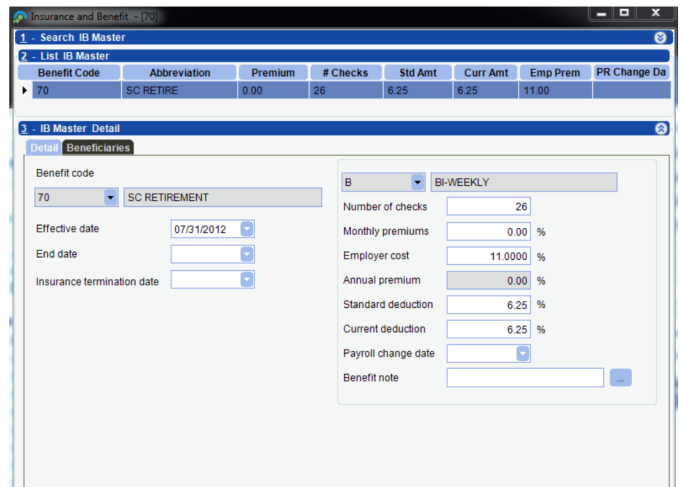 Insurance and Benefit - [70]
1 - Search IB Master
2 - List IB Master
Benefit Code Abbreviation Premium # Checks Std Amt Curr Amt Emp Prem PR Change Da
70 SC RETIRE 0.00 26 6.25 6.25 11.00
3 - IB Master Detail
Detail Beneficiaries
Benefit code
70 SC RETIREMENT
B BI-WEEKLY
Number of checks 26
Effective date 07/31/2012
Monthly premiums 0.00 %
End date
Employer cost 11.0000 %
Insurance termination date
Annual premium 0.00 %
Standard deduction 6.25 %
Current deduction 6.25 %
Payroll change date
Benefit note ...